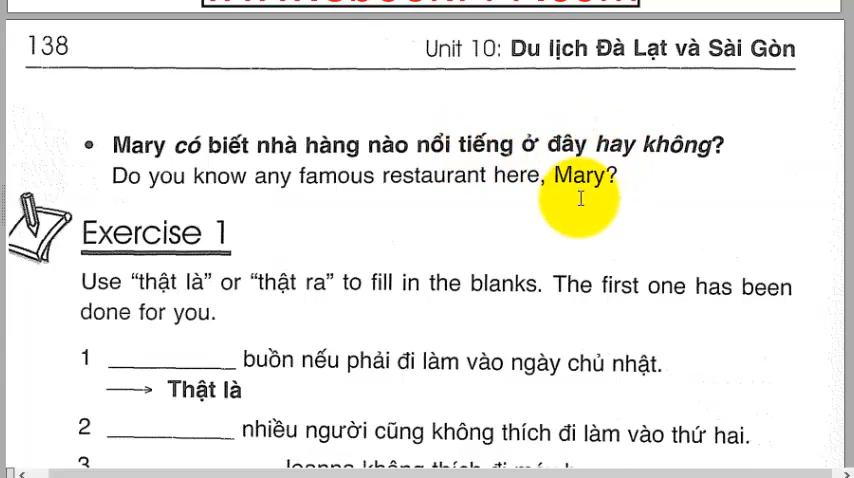 138
Unit 10: Du lịch Đà Lạt và Sài Gòn
• Mary có biết nhà hàng nào nổi tiếng ở đây hay không?
Do you know any famous restaurant here, Mary?
Exercise 1
Use “thật là” or “thật ra” to fill in the blanks. The first one has been
done for you.
1 __________ buồn nếu phải đi làm vào ngày chủ nhật.
⟶ Thật là
2 __________ nhiều người cũng không thích đi làm vào thứ hai.